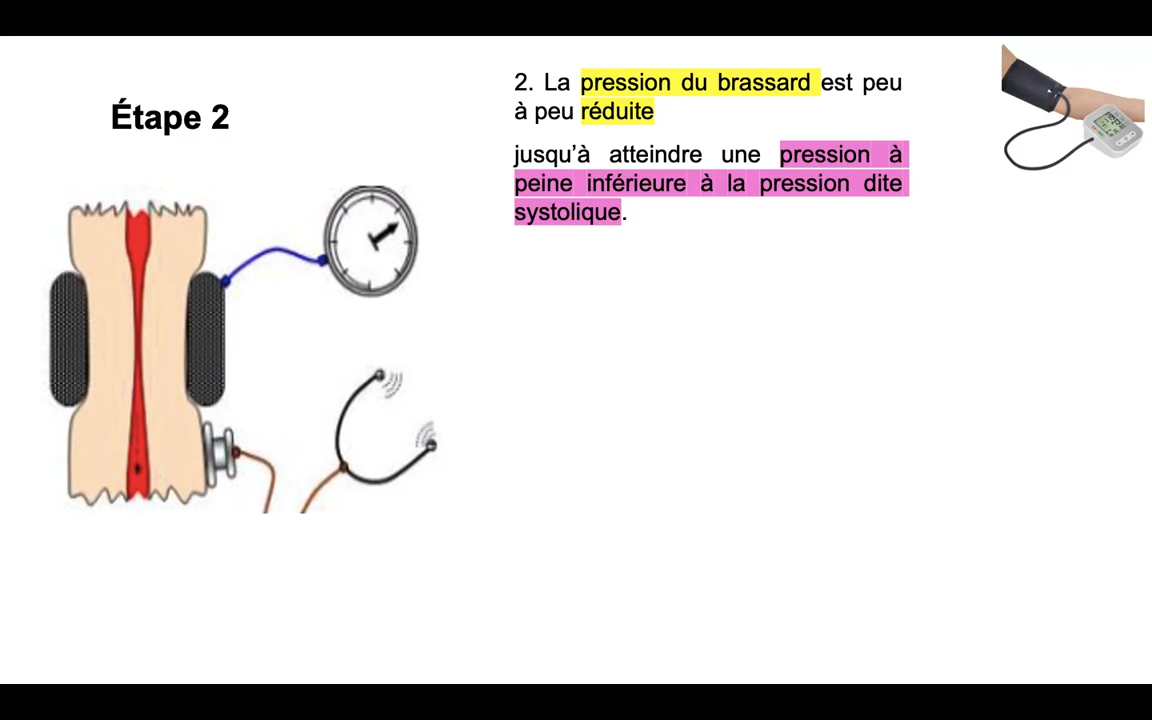 Étape 2
2. La pression du brassard est peu
à peu réduite
jusqu’à atteindre une pression à
peine inférieure à la pression dite
systolique.